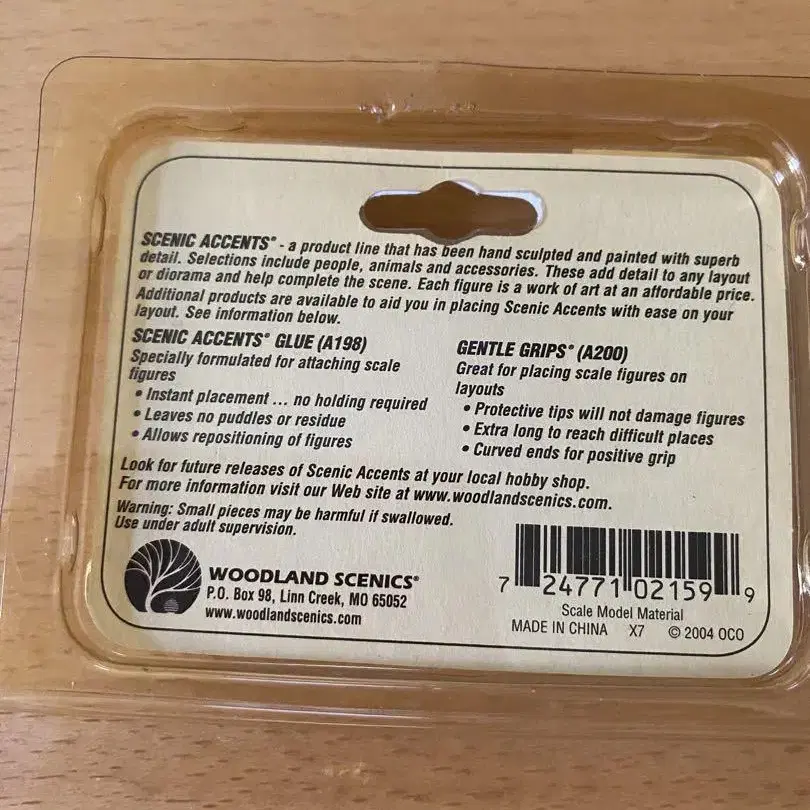 SCENIC ACCENTS® - a product line that has been hand sculpted and painted with superb
detail. Selections include people, animals and accessories. These add detail to any layout
or diorama and help complete the scene. Each figure is a work of art at an affordable price.
Additional products are available to aid you in placing Scenic Accents with ease on your
layout. See information below.
SCENIC ACCENTS® GLUE (A198)
Specially formulated for attaching scale
figures
• Instant placement ... no holding required
• Leaves no puddles or residue
• Allows repositioning of figures
GENTLE GRIPS® (A200)
Great for placing scale figures on
layouts
• Protective tips will not damage figures
• Extra long to reach difficult places
• Curved ends for positive grip
Look for future releases of Scenic Accents at your local hobby shop.
For more information visit our Web site at www.woodlandscenics.com.
Warning: Small pieces may be harmful if swallowed.
Use under adult supervision.
WOODLAND SCENICS®
P.O. Box 98, Linn Creek, MO 65052
www.woodlandscenics.com
7 24771 02159 9
Scale Model Material
MADE IN CHINA X7 © 2004 OCO